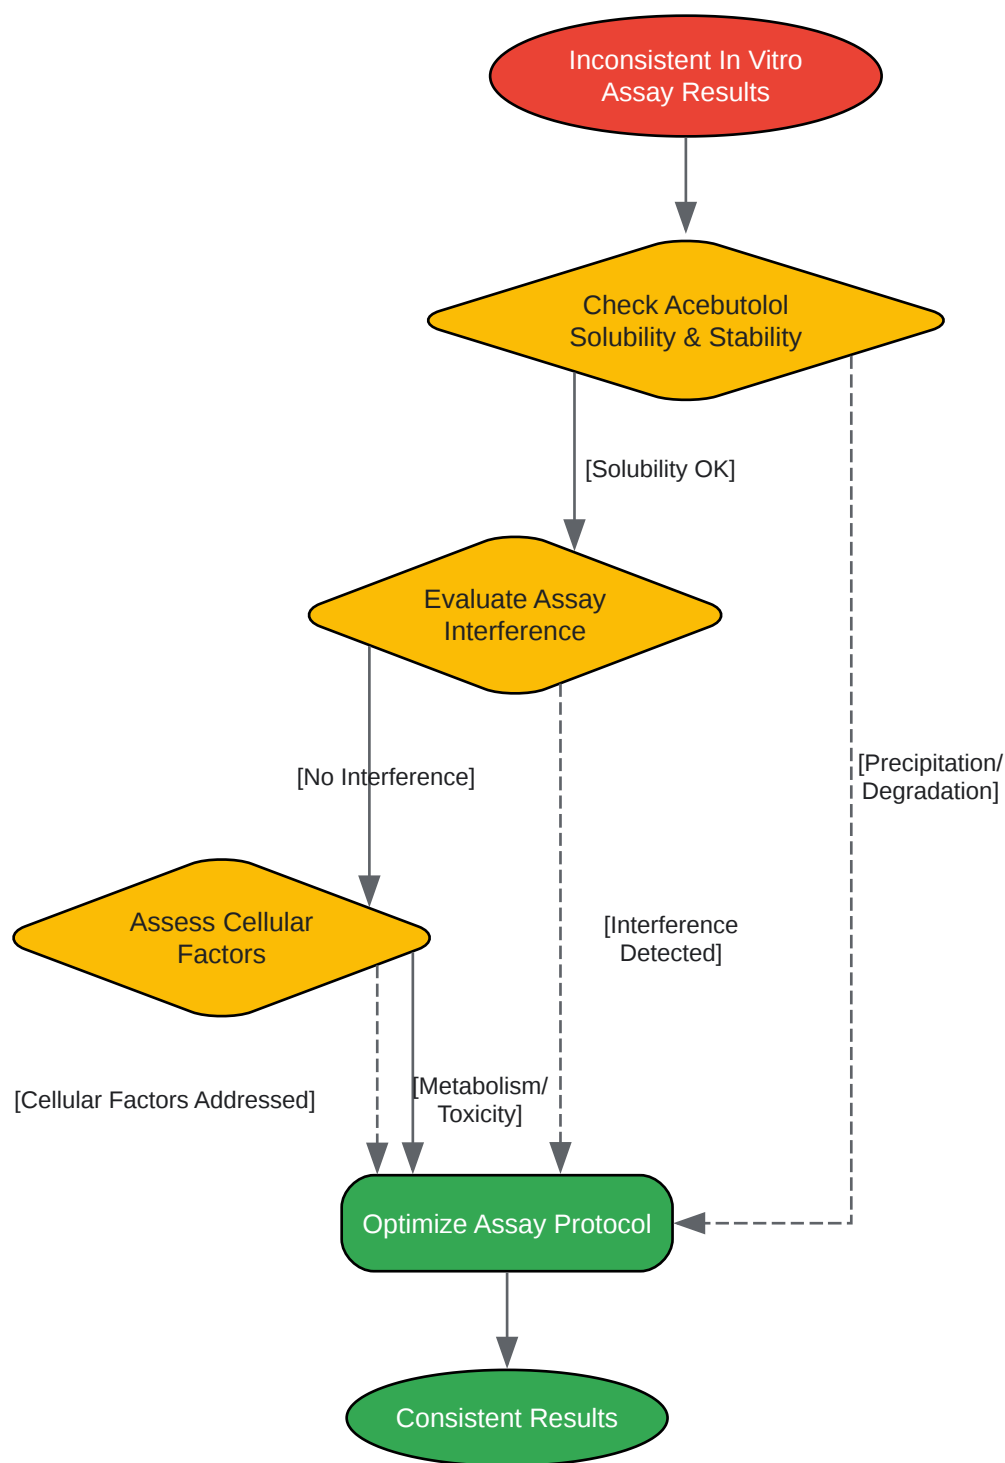 Inconsistent In Vitro
Assay Results
Check Acebutolol
Solubility & Stability
[Solubility OK]
Evaluate Assay
Interference
[No Interference]
[Precipitation/
Degradation]
Assess Cellular
Factors
[Interference
Detected]
[Cellular Factors Addressed]
[Metabolism/
Toxicity]
Optimize Assay Protocol
Consistent Results